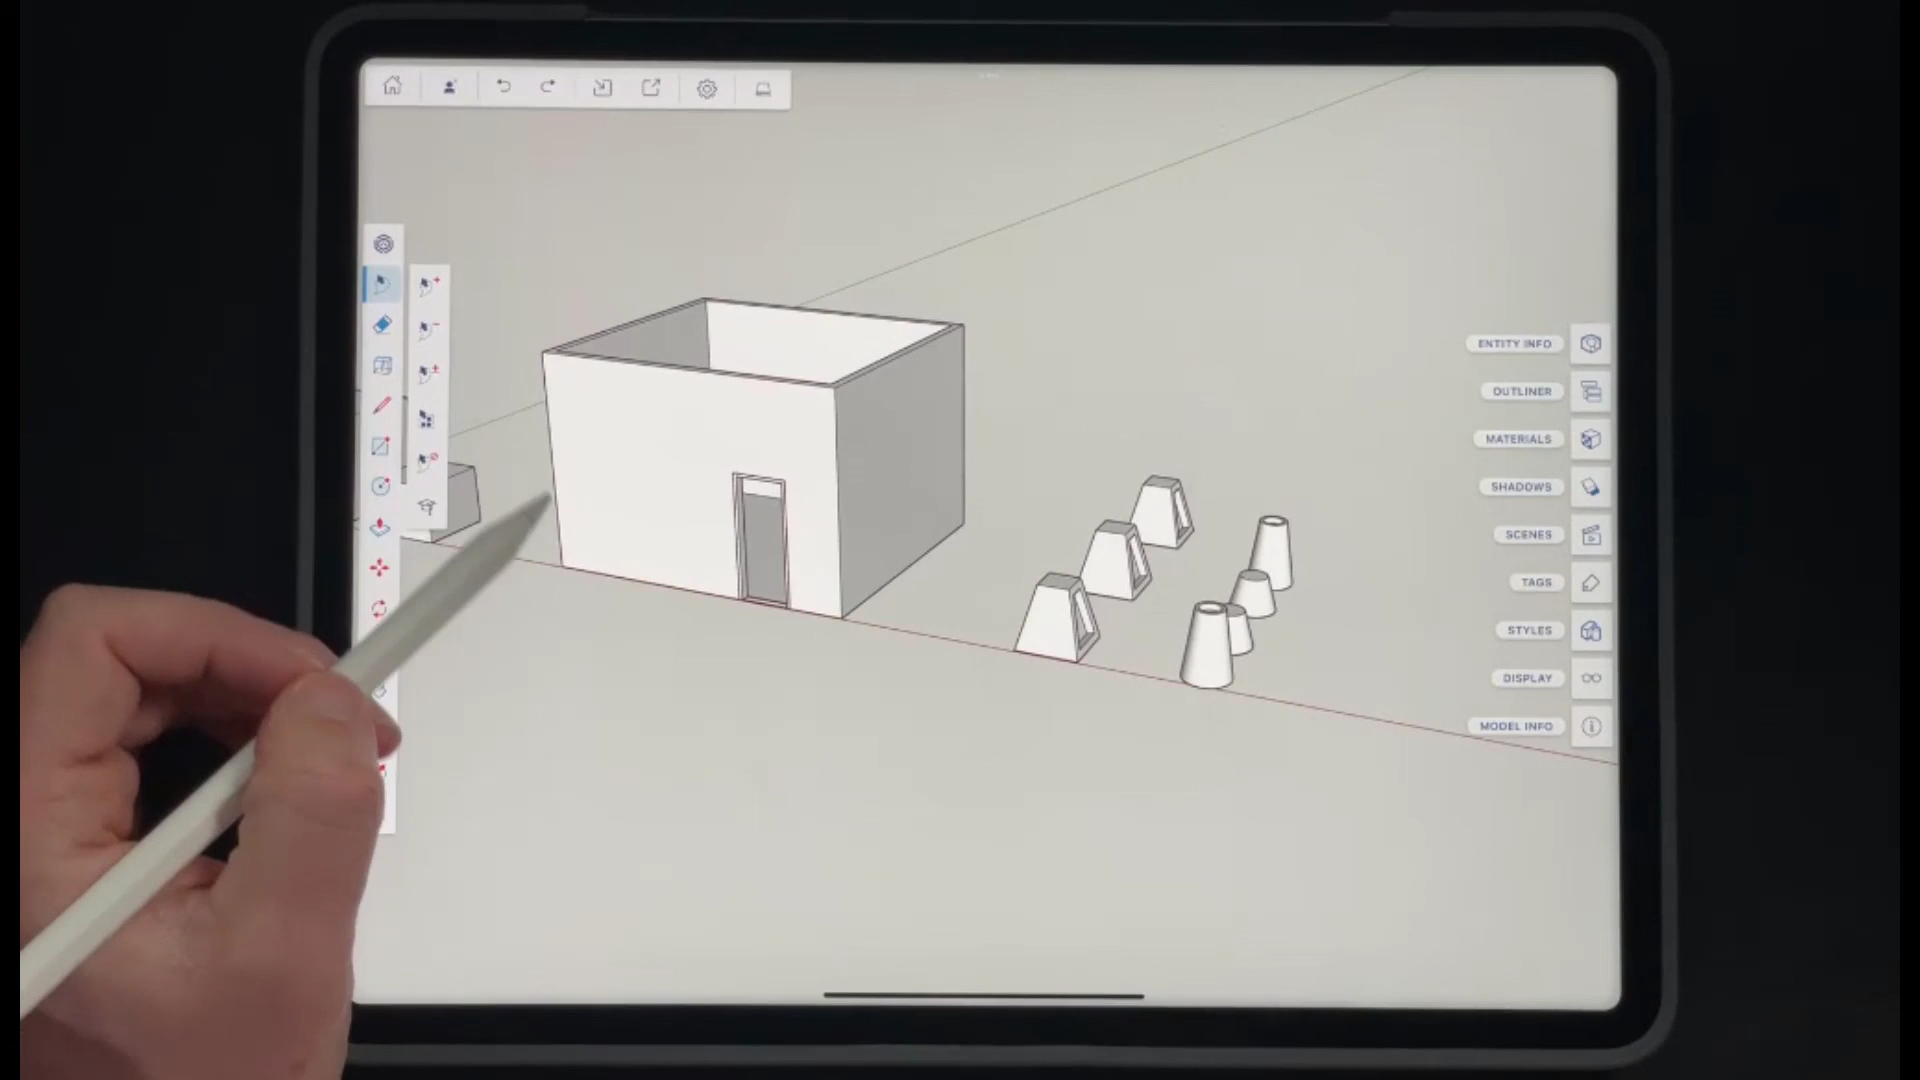 ENTITY INFO
OUTLINER
MATERIALS
SHADOWS
SCENES
TAGS
STYLES
DISPLAY
MODEL INFO